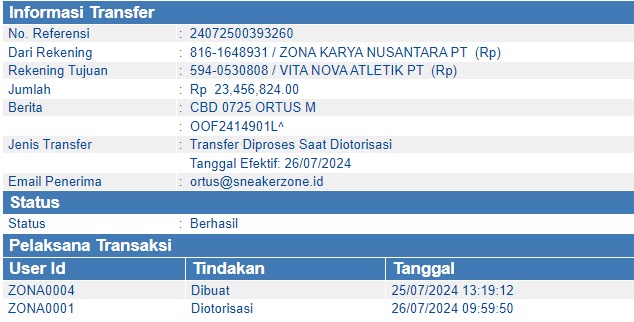 Informasi Transfer
No. Referensi : 24072500393260
Dari Rekening : 816-1648931 / ZONA KARYA NUSANTARA PT (Rp)
Rekening Tujuan : 594-0530808 / VITA NOVA ATLETIK PT (Rp)
Jumlah : Rp 23,456,824.00
Berita : CBD 0725 ORTUS M
: OOF2414901L^
Jenis Transfer : Transfer Diproses Saat Diotorisasi
Tanggal Efektif: 26/07/2024
Email Penerima : ortus@sneakerzone.id
Status
Status : Berhasil
Pelaksana Transaksi
User Id Tindakan Tanggal
ZONA0004 Dibuat 25/07/2024 13:19:12
ZONA0001 Diotorisasi 26/07/2024 09:59:50